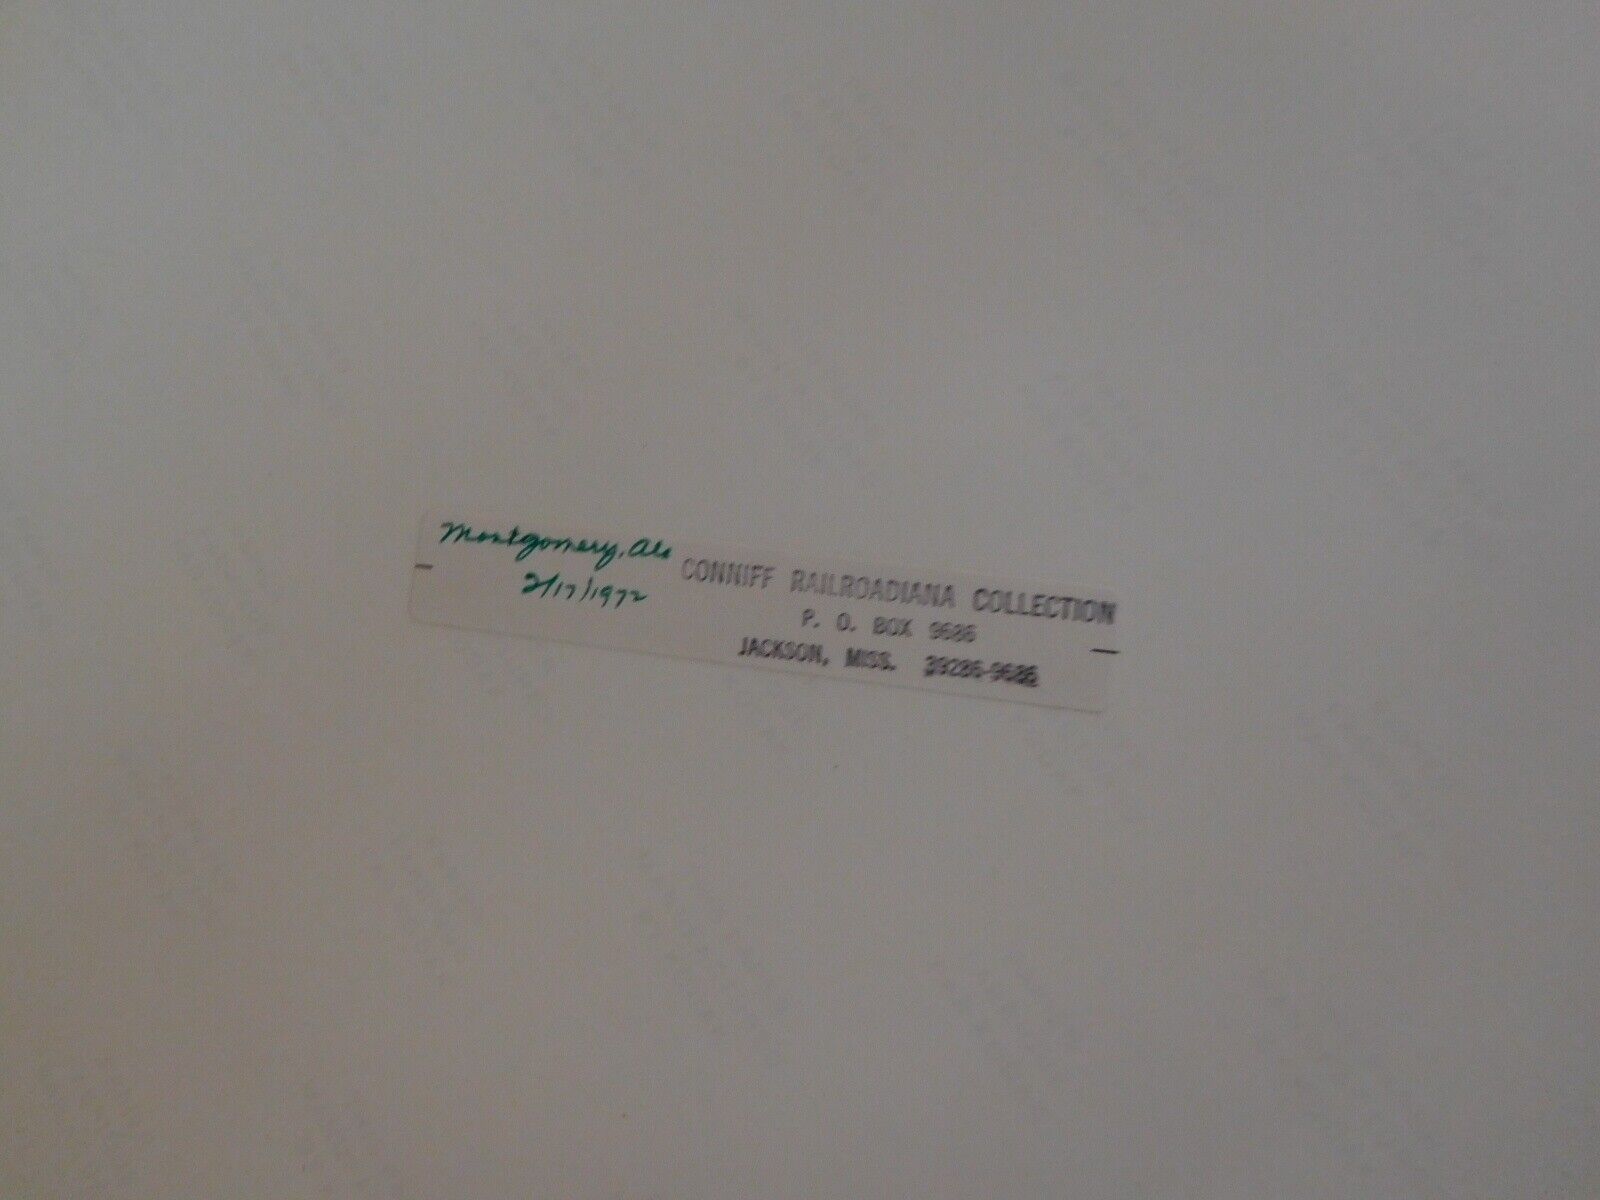 Montgomery, Ala
2/17/1972
CONNIFF RAILROADIANA COLLECTION
P. O. BOX 9686
JACKSON, MISS. 39286-9686